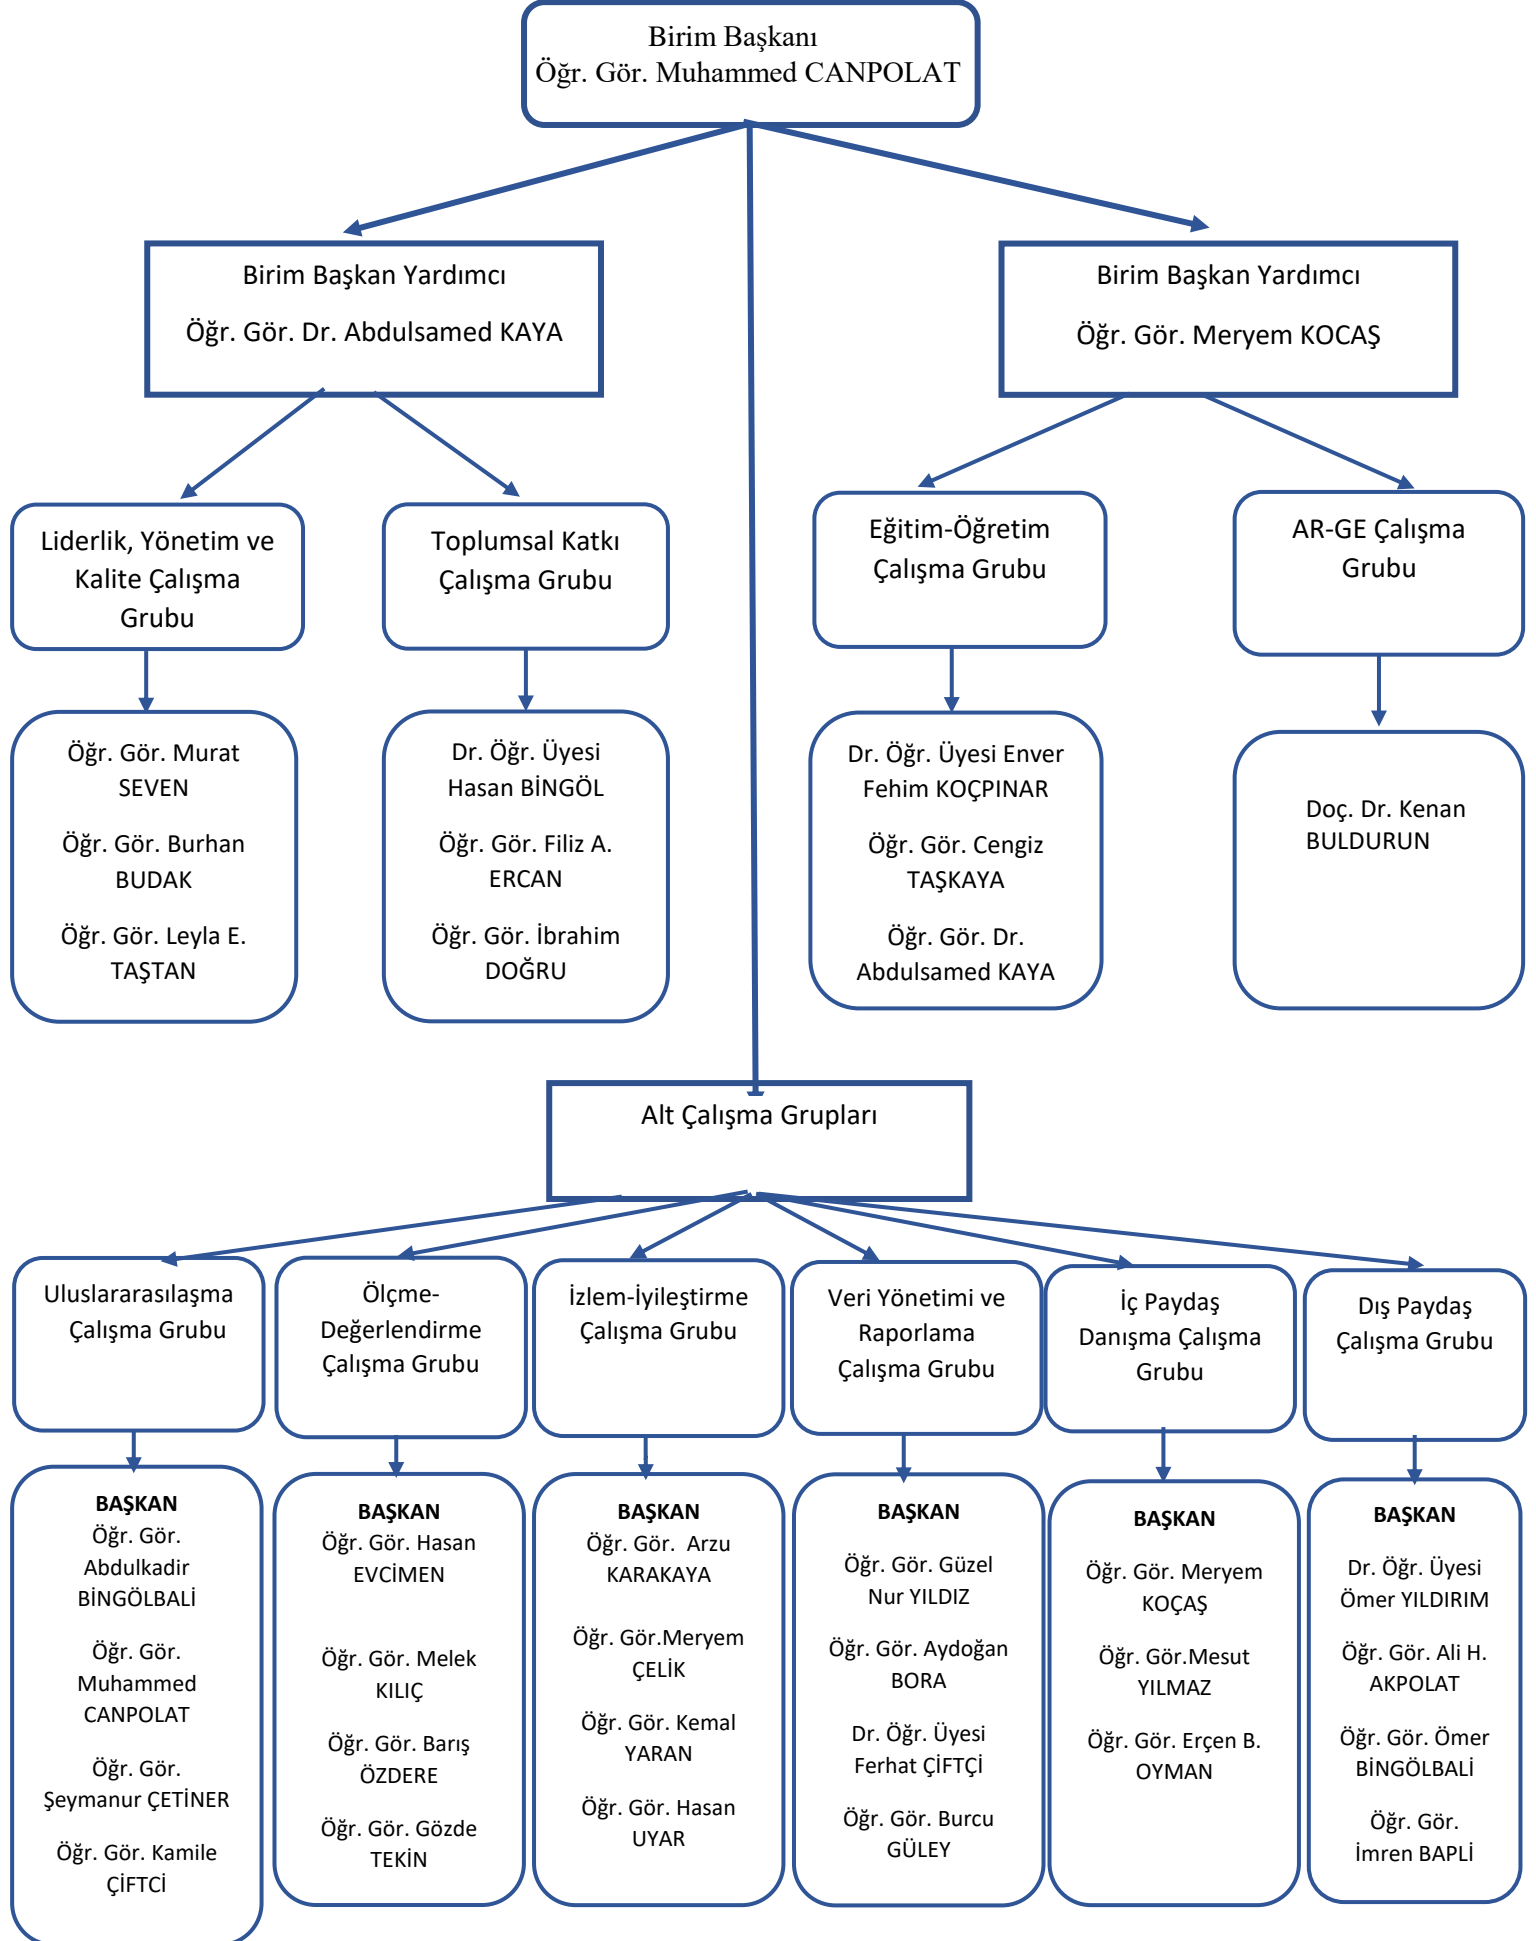 Birim Başkanı
Öğr. Gör. Muhammed CANPOLAT
Birim Başkan Yardımcı
Öğr. Gör. Dr. Abdulsamed KAYA
Birim Başkan Yardımcı
Öğr. Gör. Meryem KOCAŞ
Liderlik, Yönetim ve
Kalite Çalışma
Grubu
Toplumsal Katkı
Çalışma Grubu
Eğitim-Öğretim
Çalışma Grubu
AR-GE Çalışma
Grubu
Öğr. Gör. Murat
SEVEN
Öğr. Gör. Burhan
BUDAK
Öğr. Gör. Leyla E.
TAŞTAN
Dr. Öğr. Üyesi
Hasan BİNGÖL
Öğr. Gör. Filiz A.
ERCAN
Öğr. Gör. İbrahim
DOĞRU
Dr. Öğr. Üyesi Enver
Fehim KOÇPINAR
Öğr. Gör. Cengiz
TAŞKAYA
Öğr. Gör. Dr.
Abdulsamed KAYA
Doç. Dr. Kenan
BULDURUN
Alt Çalışma Grupları
Uluslararasılaşma
Çalışma Grubu
Ölçme-
Değerlendirme
Çalışma Grubu
İzlem-İyileştirme
Çalışma Grubu
Veri Yönetimi ve
Raporlama
Çalışma Grubu
İç Paydaş
Danışma Çalışma
Grubu
Dış Paydaş
Çalışma Grubu
BAŞKAN
Öğr. Gör.
Abdulkadir
BİNGÖLBALİ
Öğr. Gör.
Muhammed
CANPOLAT
Öğr. Gör.
Şeymanur ÇETİNER
Öğr. Gör. Kamile
ÇİFTCİ
BAŞKAN
Öğr. Gör. Hasan
EVCİMEN
Öğr. Gör. Melek
KILIÇ
Öğr. Gör. Barış
ÖZDERE
Öğr. Gör. Gözde
TEKİN
BAŞKAN
Öğr. Gör.  Arzu
KARAKAYA
Öğr. Gör.Meryem
ÇELİK
Öğr. Gör. Kemal
YARAN
Öğr. Gör. Hasan
UYAR
BAŞKAN
Öğr. Gör. Güzel
Nur YILDIZ
Öğr. Gör. Aydoğan
BORA
Dr. Öğr. Üyesi
Ferhat ÇİFTÇİ
Öğr. Gör. Burcu
GÜLEY
BAŞKAN
Öğr. Gör. Meryem
KOÇAŞ
Öğr. Gör.Mesut
YILMAZ
Öğr. Gör. Erçen B.
OYMAN
BAŞKAN
Dr. Öğr. Üyesi
Ömer YILDIRIM
Öğr. Gör. Ali H.
AKPOLAT
Öğr. Gör. Ömer
BİNGÖLBALİ
Öğr. Gör.
İmren BAPLİ